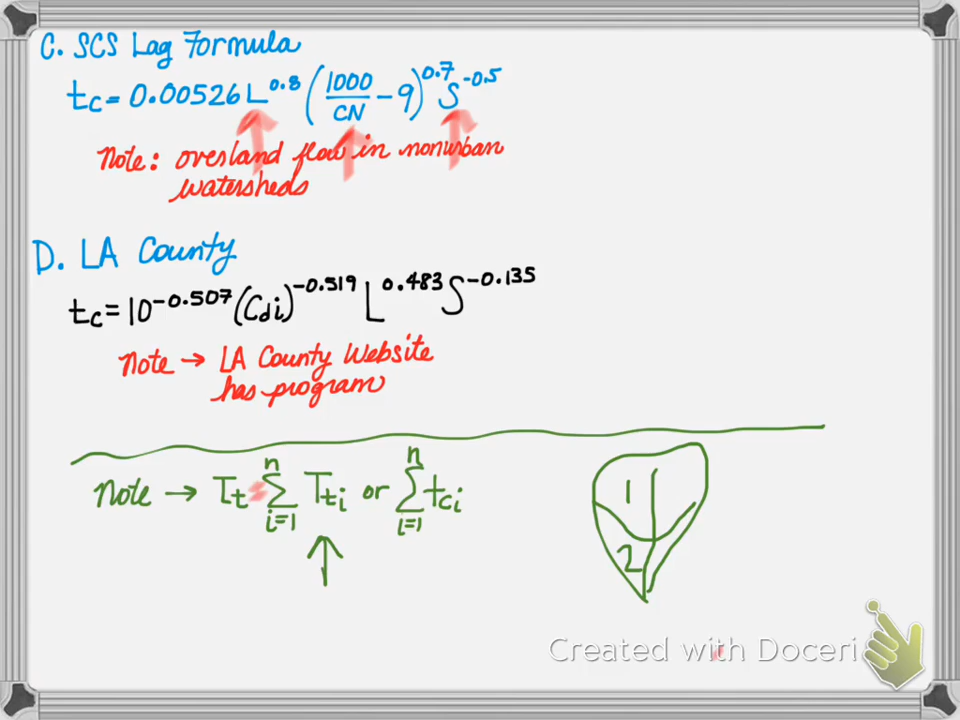 C. SCS Lag Formula
tc = 0.00526 L^0.8 (1000/CN - 9)^0.7 S^-0.5
Note: overland flow in nonurban
watersheds
D. LA County
tc = 10^-0.507 (Cdi)^-0.519 L^0.483 S^-0.135
Note → LA County Website
has program
Note → Tt = Σ^n_i=1 Tti or Σ^n_i=1 tci
1
2
Created with Doceri